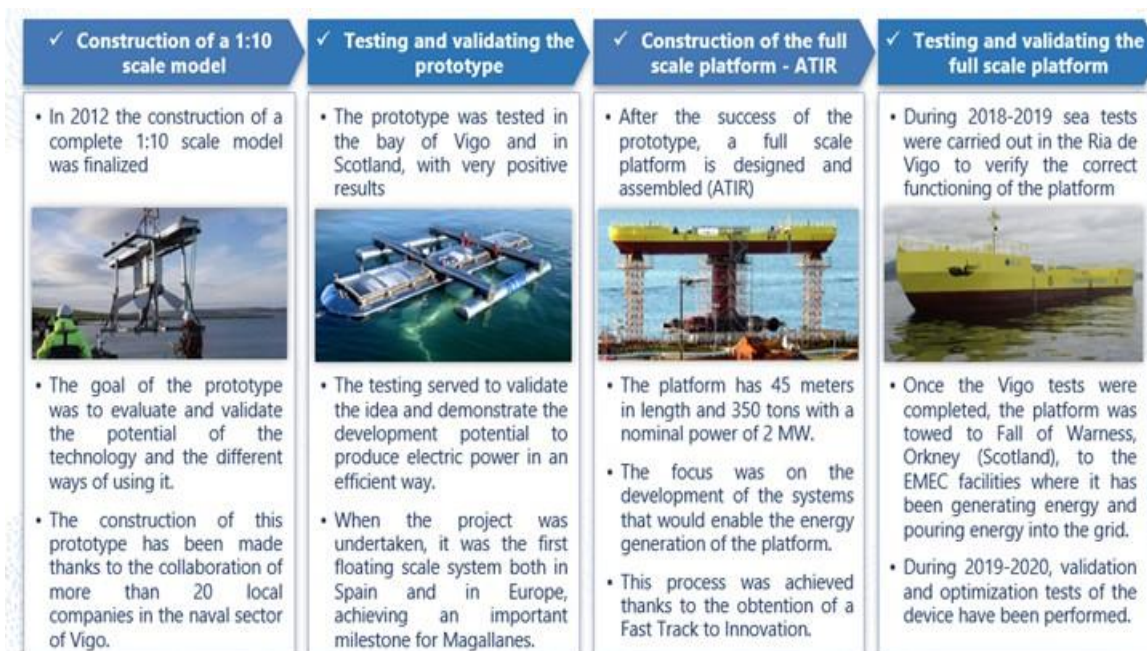 ✓ Construction of a 1:10
scale model
• In 2012 the construction of a
complete 1:10 scale model
was finalized
• The goal of the prototype
was to evaluate and validate
the potential of the
technology and the different
ways of using it.
• The construction of this
prototype has been made
thanks to the collaboration of
more than 20 local
companies in the naval sector
of Vigo.
✓ Testing and validating the
prototype
• The prototype was tested in
the bay of Vigo and in
Scotland, with very positive
results
• The testing served to validate
the idea and demonstrate the
development potential to
produce electric power in an
efficient way.
• When the project was
undertaken, it was the first
floating scale system both in
Spain and in Europe,
achieving an important
milestone for Magallanes.
✓ Construction of the full
scale platform - ATIR
• After the success of the
prototype, a full scale
platform is designed and
assembled (ATIR)
• The platform has 45 meters
in length and 350 tons with a
nominal power of 2 MW.
• The focus was on the
development of the systems
that would enable the energy
generation of the platform.
• This process was achieved
thanks to the obtention of a
Fast Track to Innovation.
✓ Testing and validating the
full scale platform
• During 2018-2019 sea tests
were carried out in the Ria de
Vigo to verify the correct
functioning of the platform
• Once the Vigo tests were
completed, the platform was
towed to Fall of Warness,
Orkney (Scotland), to the
EMEC facilities where it has
been generating energy and
pouring energy into the grid.
• During 2019-2020, validation
and optimization tests of the
device have been performed.